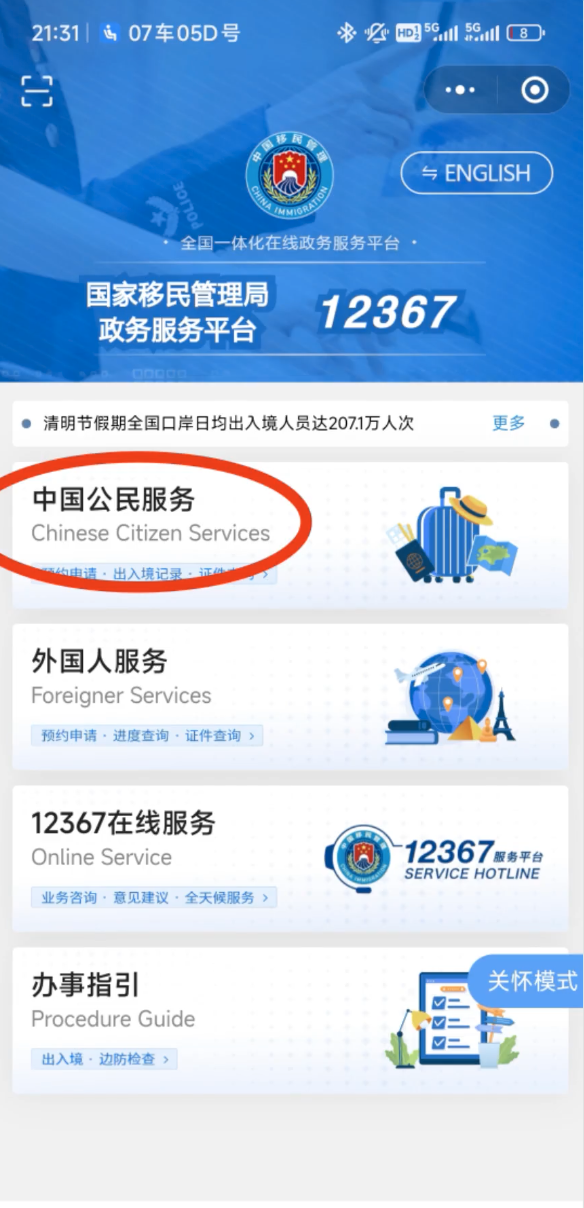 21:31 07车05D号 HD 5G 5G 8
ENGLISH
中国移民管理
CHINA IMMIGRATION
POLICE
· 全国一体化在线政务服务平台 ·
国家移民管理局
政务服务平台
12367
清明节假期全国口岸日均出入境人员达207.1万人次 更多
中国公民服务
Chinese Citizen Services
预约申请 · 出入境记录 · 证件查询 >
外国人服务
Foreigner Services
预约申请 · 进度查询 · 证件查询 >
12367在线服务
Online Service
业务咨询 · 意见建议 · 全天候服务 >
12367 服务平台
SERVICE HOTLINE
办事指引
Procedure Guide
出入境 · 边防检查 >
关怀模式